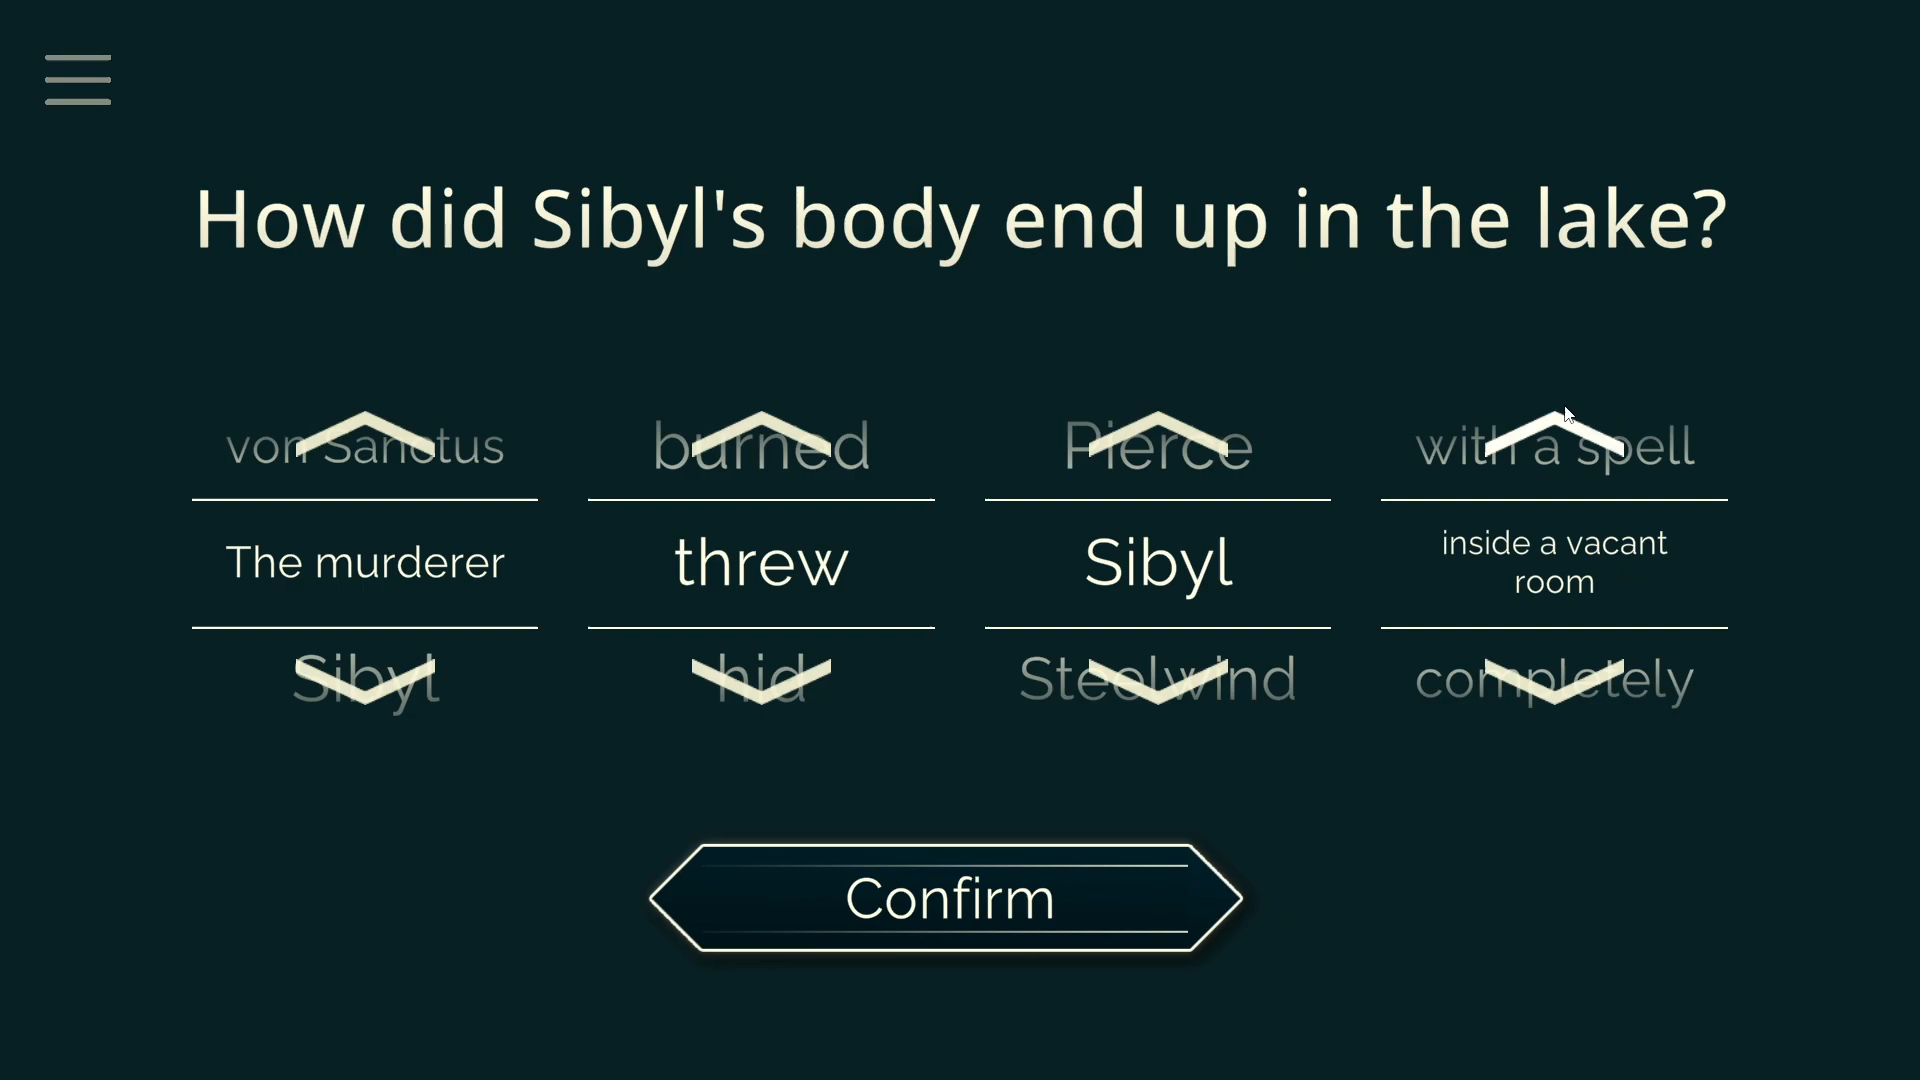 How did Sibyl's body end up in the lake?
von Sanctus burned Pierce with a spell
The murderer threw Sibyl inside a vacant
room
Sibyl hid Steelwind completely
Confirm